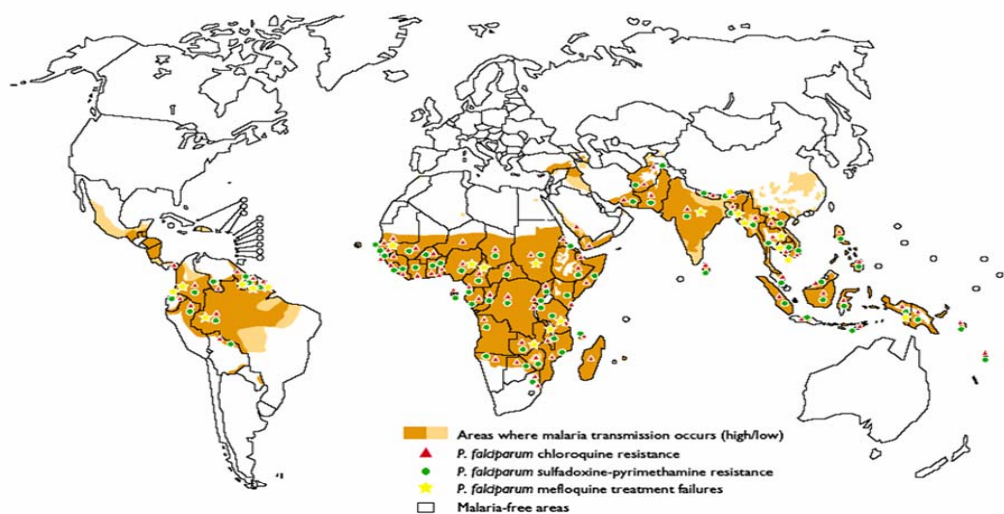 Areas where malaria transmission occurs (high/low)
P. falciparum chloroquine resistance
P. falciparum sulfadoxine-pyrimethamine resistance
P. falciparum mefloquine treatment failures
Malaria-free areas